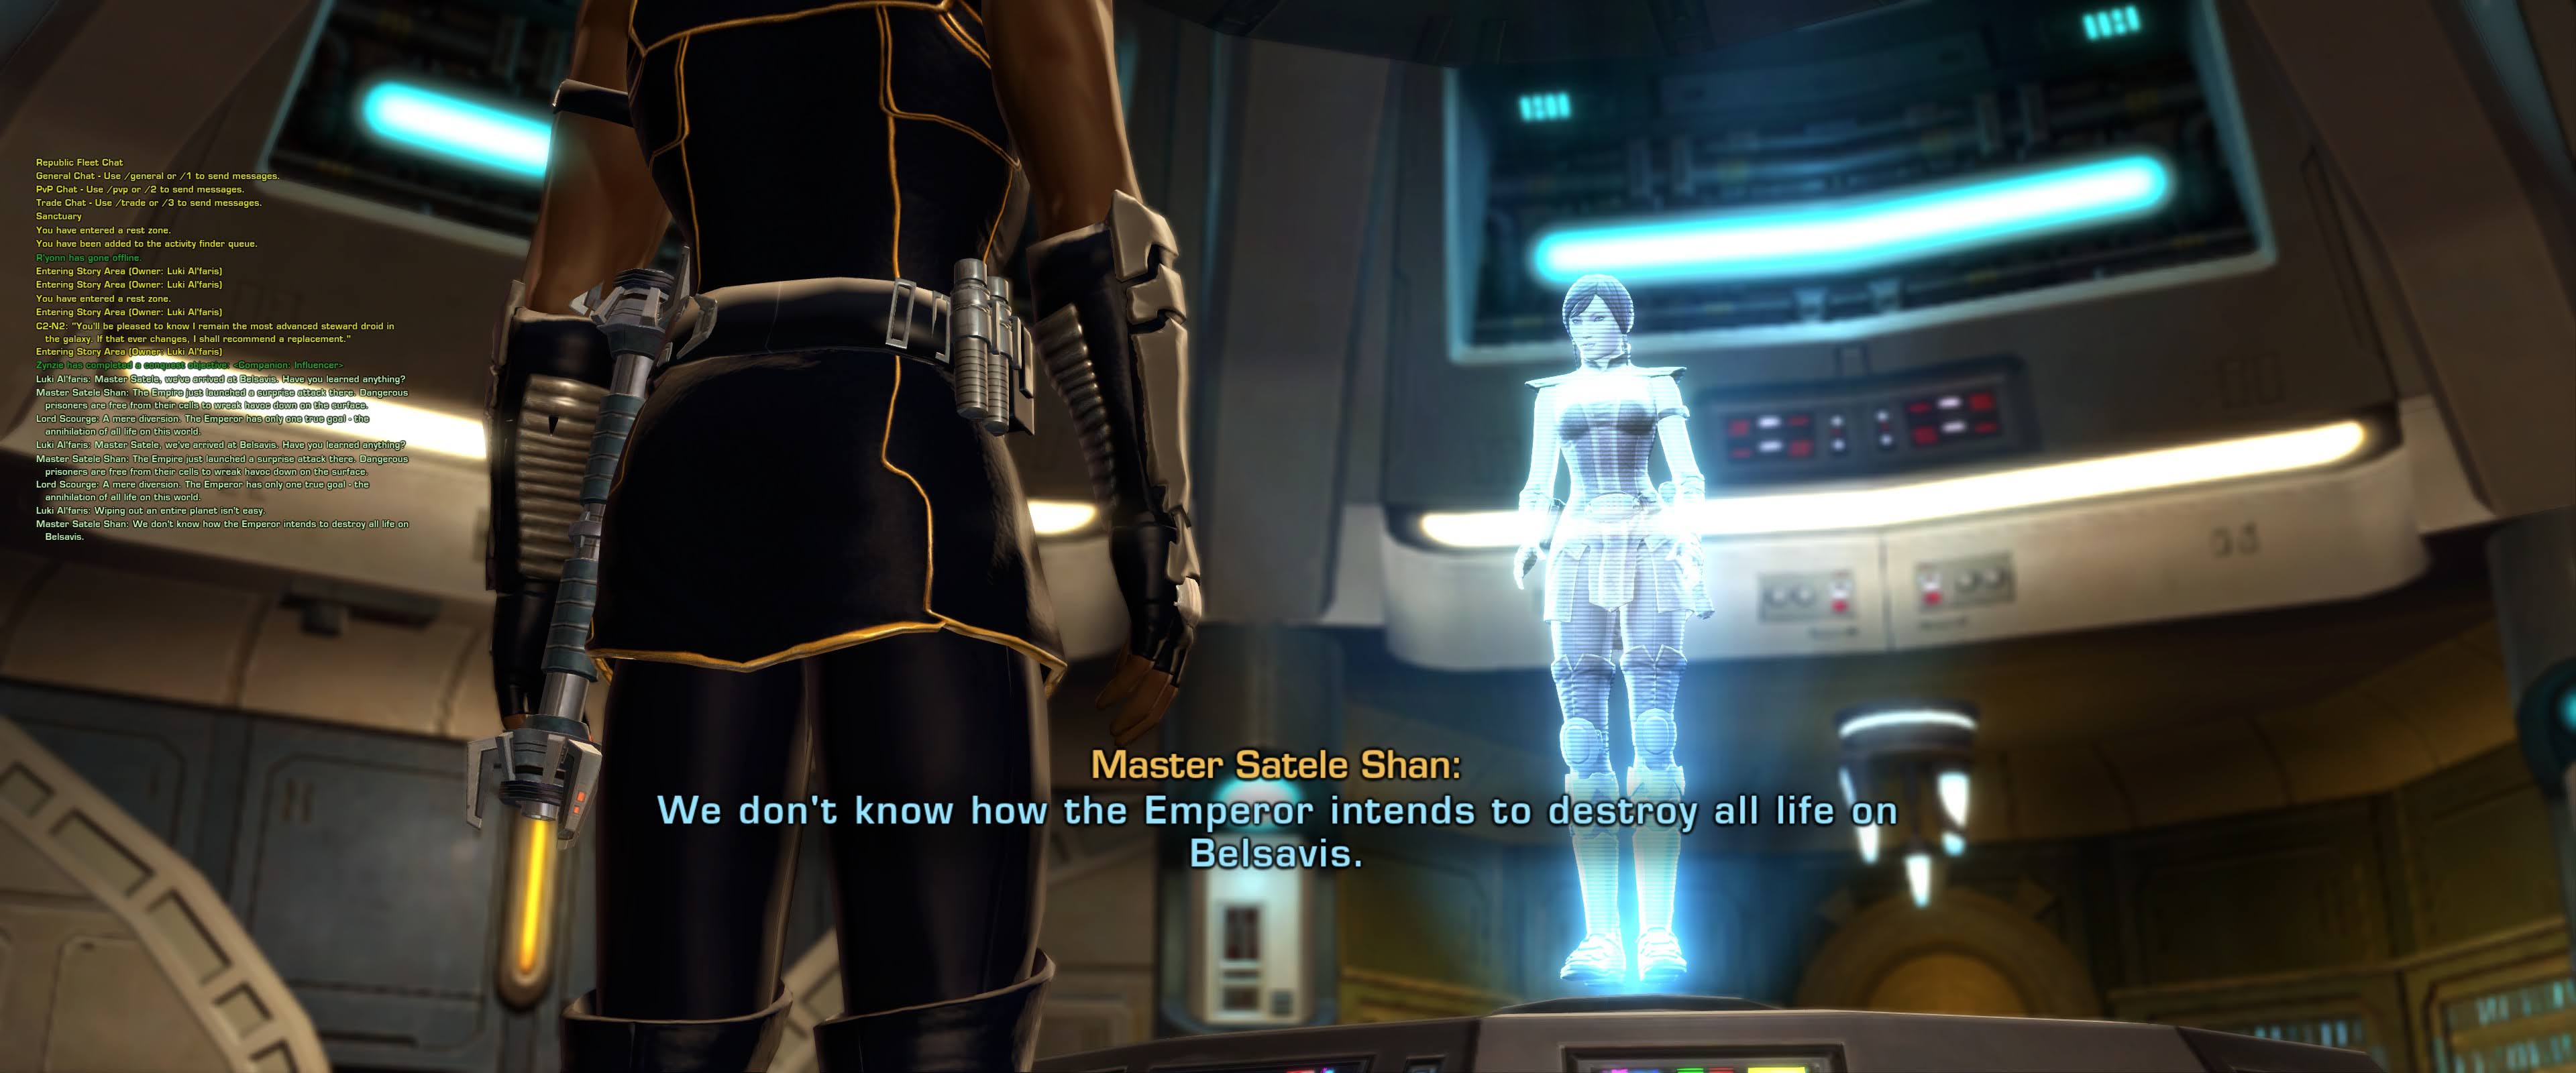 Republic Fleet Chat
General Chat - Use /general or /1 to send messages.
PvP Chat - Use /pvp or /2 to send messages.
Trade Chat - Use /trade or /3 to send messages.
Sanctuary
You have entered a rest zone.
You have been added to the activity finder queue.
R'yonn has gone offline.
Entering Story Area (Owner: Luki Al'faris)
Entering Story Area (Owner: Luki Al'faris)
You have entered a rest zone.
Entering Story Area (Owner: Luki Al'faris)
C2-N2: "You'll be pleased to know I remain the most advanced steward droid in
the galaxy. If that ever changes, I shall recommend a replacement."
Entering Story Area (Owner: Luki Al'faris)
Zyrizie has completed a conquest objective: <Companion: Influencer>
Luki Al'faris: Master Satele, we've arrived at Belsavis. Have you learned anything?
Master Satele Shan: The Empire just launched a surprise attack there. Dangerous
prisoners are free from their cells to wreak havoc down on the surface.
Lord Scourge: A mere diversion. The Emperor has only one true goal - the
annihilation of all life on this world.
Luki Al'faris: Master Satele, we've arrived at Belsavis. Have you learned anything?
Master Satele Shan: The Empire just launched a surprise attack there. Dangerous
prisoners are free from their cells to wreak havoc down on the surface.
Lord Scourge: A mere diversion. The Emperor has only one true goal - the
annihilation of all life on this world.
Luki Al'faris: Wiping out an entire planet isn't easy.
Master Satele Shan: We don't know how the Emperor intends to destroy all life on
Belsavis.
Master Satele Shan:
We don't know how the Emperor intends to destroy all life on
Belsavis.